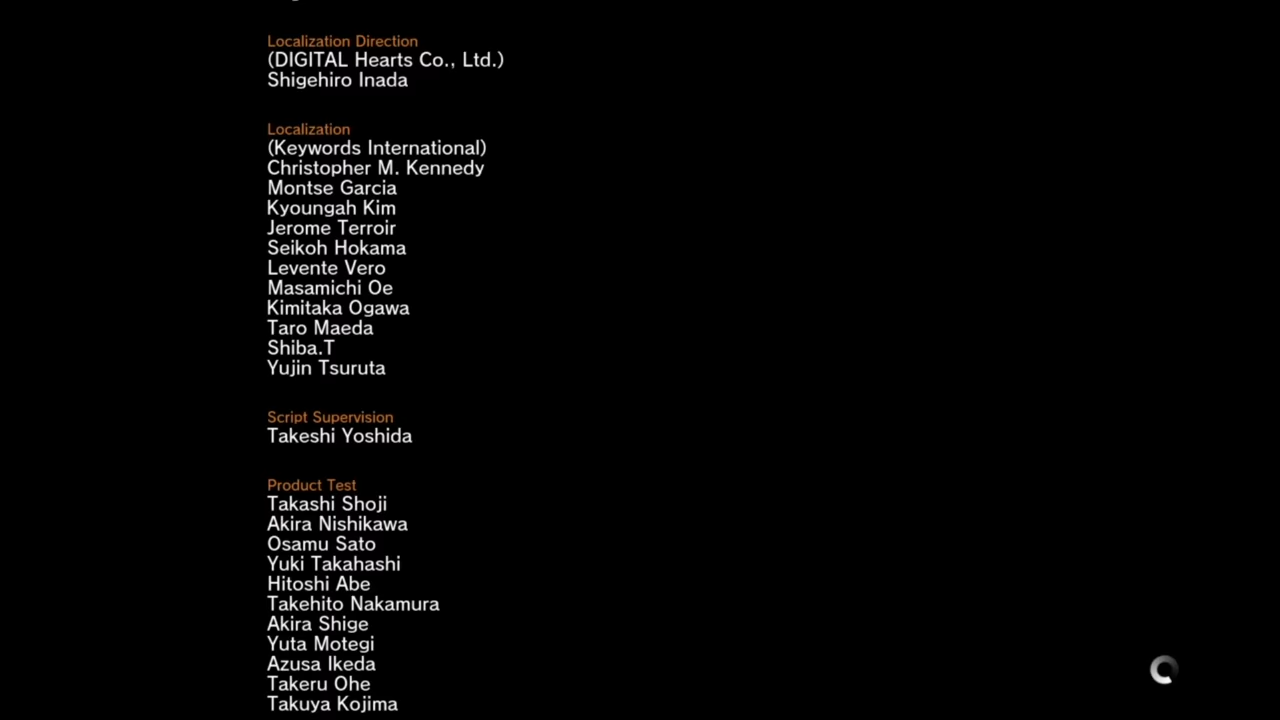 Localization Direction
(DIGITAL Hearts Co., Ltd.)
Shigehiro Inada
Localization
(Keywords International)
Christopher M. Kennedy
Montse Garcia
Kyoungah Kim
Jerome Terroir
Seikoh Hokama
Levente Vero
Masamichi Oe
Kimitaka Ogawa
Taro Maeda
Shiba.T
Yujin Tsuruta
Script Supervision
Takeshi Yoshida
Product Test
Takashi Shoji
Akira Nishikawa
Osamu Sato
Yuki Takahashi
Hitoshi Abe
Takehito Nakamura
Akira Shige
Yuta Motegi
Azusa Ikeda
Takeru Ohe
Takuya Kojima